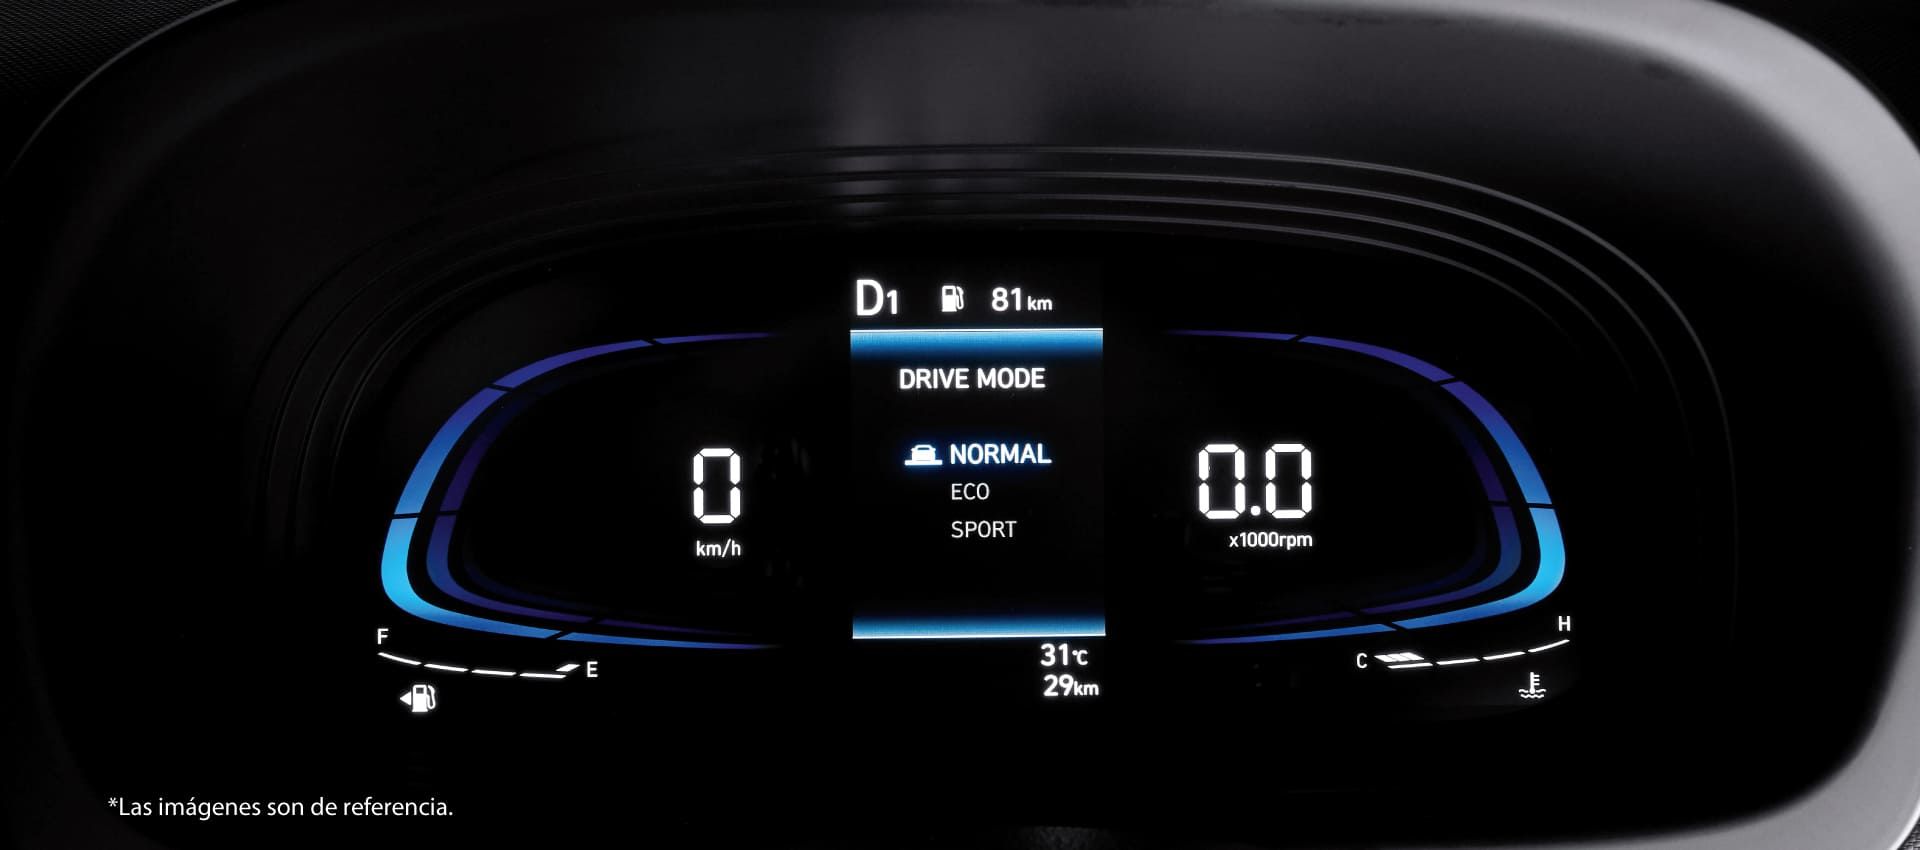 D1 81km
DRIVE MODE
NORMAL
ECO
SPORT
0
km/h
0.0
x1000rpm
F
E
C
H
31°C
29km
*Las imágenes son de referencia.